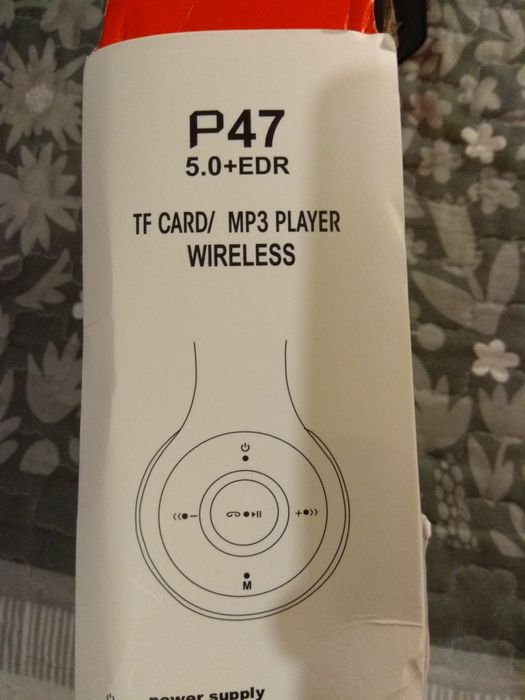 P47
5.0+EDR
TF CARD/ MP3 PLAYER
WIRELESS
M
power supply